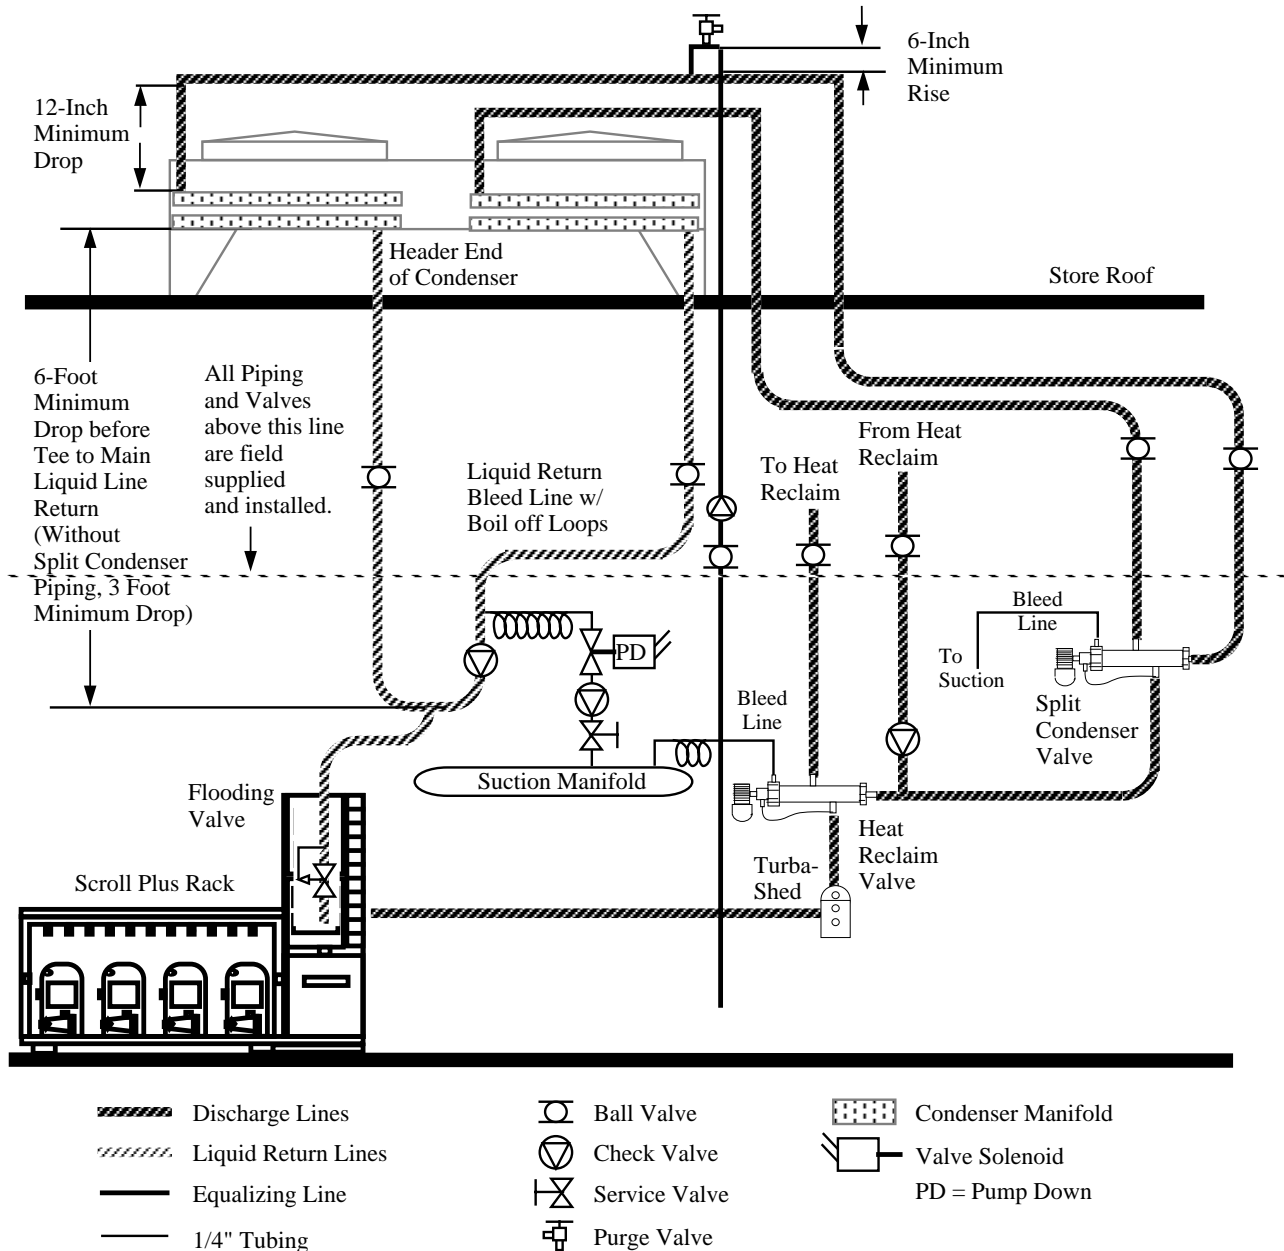 6-Inch
Minimum
Rise
12-Inch
Minimum
Drop
Header End
of Condenser
Store Roof
6-Foot
Minimum
Drop before
Tee to Main
Liquid Line
Return
(Without
Split Condenser
Piping, 3 Foot
Minimum Drop)
All Piping
and Valves
above this line
are field
supplied
and installed.
Liquid Return
Bleed Line w/
Boil off Loops
To Heat
Reclaim
From Heat
Reclaim
Bleed
Line
To
Suction
Split
Condenser
Valve
PD
Bleed
Line
Suction Manifold
Flooding
Valve
Heat
Reclaim
Valve
Turba-
Shed
Scroll Plus Rack
Discharge Lines
Liquid Return Lines
Equalizing Line
1/4" Tubing
Ball Valve
Check Valve
Service Valve
Purge Valve
Condenser Manifold
Valve Solenoid
PD = Pump Down